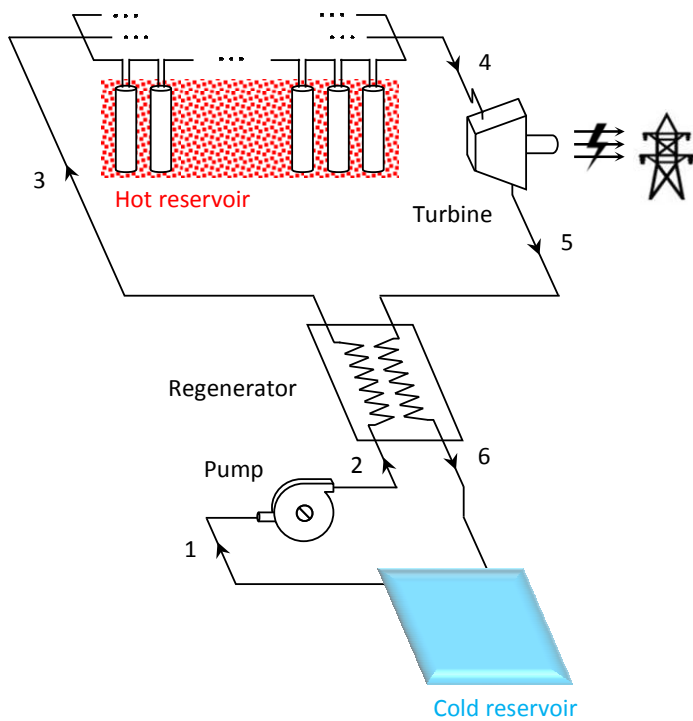 4
3
Hot reservoir
Turbine
5
Regenerator
2
6
Pump
1
Cold reservoir